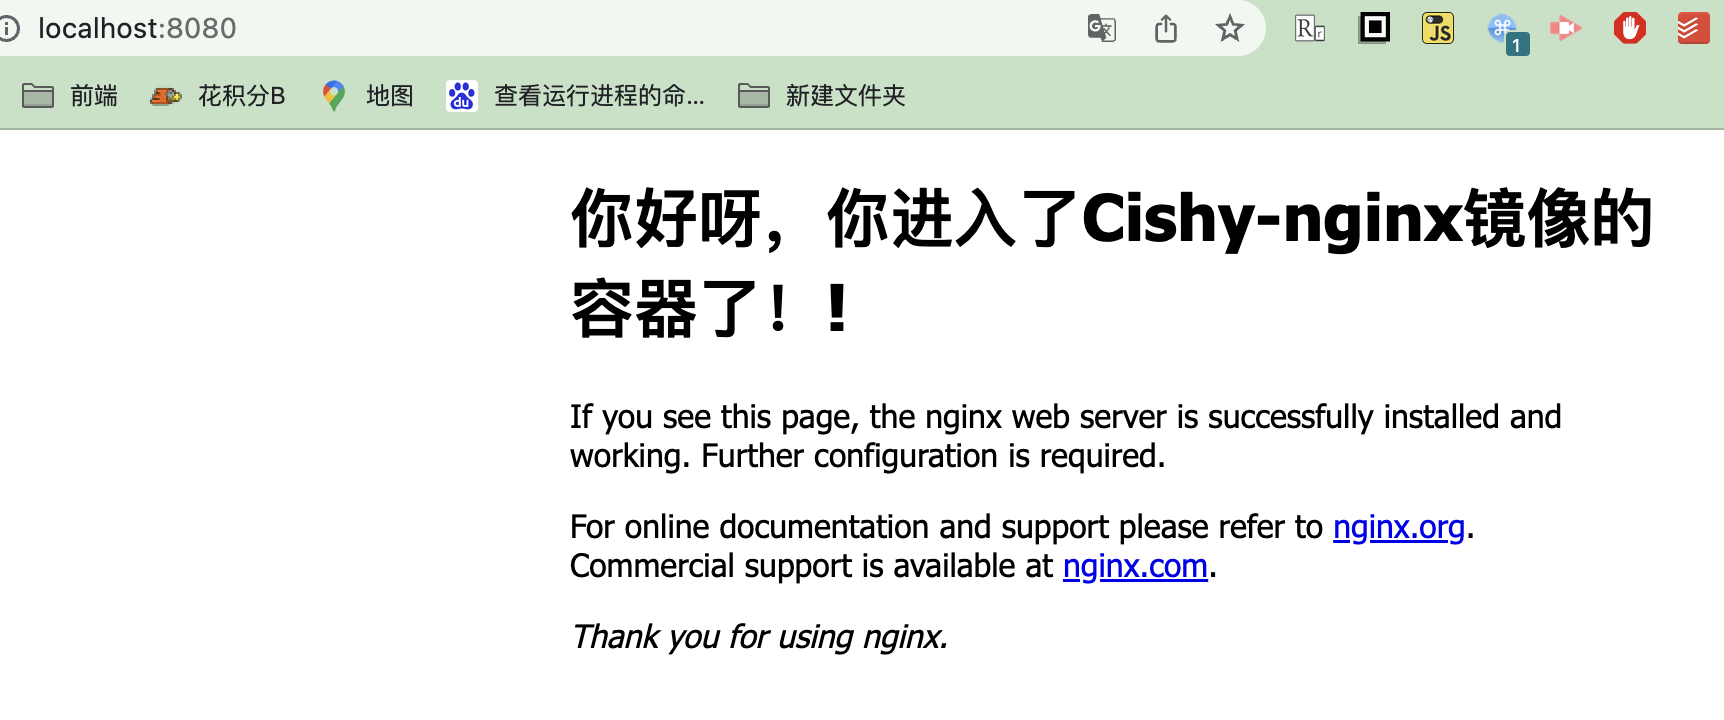 localhost:8080
前端 花积分B 地图 查看运行进程的命... 新建文件夹
你好呀，你进入了Cishy-nginx镜像的
容器了！!
If you see this page, the nginx web server is successfully installed and
working. Further configuration is required.
For online documentation and support please refer to nginx.org.
Commercial support is available at nginx.com.
Thank you for using nginx.